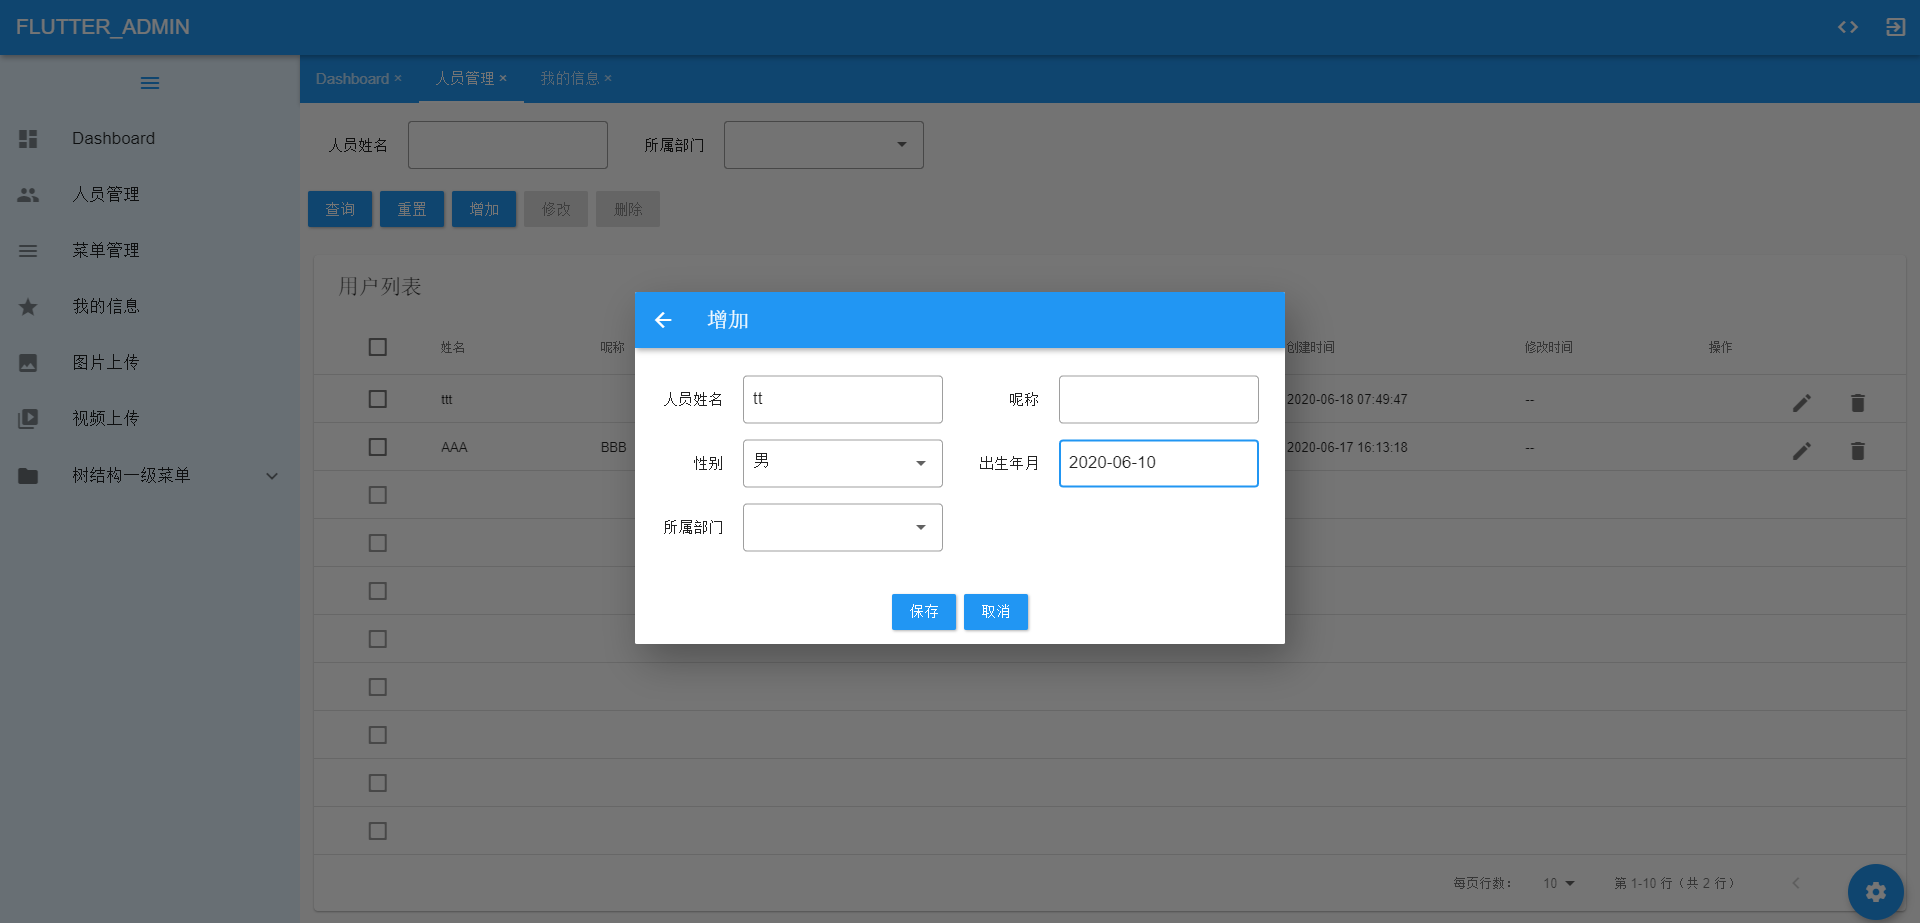 FLUTTER_ADMIN
Dashboard × 人员管理 × 我的信息 ×
Dashboard
人员管理
菜单管理
我的信息
图片上传
视频上传
树结构一级菜单
人员姓名 所属部门
查询 重置 增加 修改 删除
用户列表
姓名 呢称 创建时间 修改时间 操作
ttt 2020-06-18 07:49:47 --
AAA BBB 2020-06-17 16:13:18 --
增加
人员姓名 tt 呢称
性别 男 出生年月 2020-06-10
所属部门
保存 取消
每页行数： 10 第 1-10 行（共 2 行）